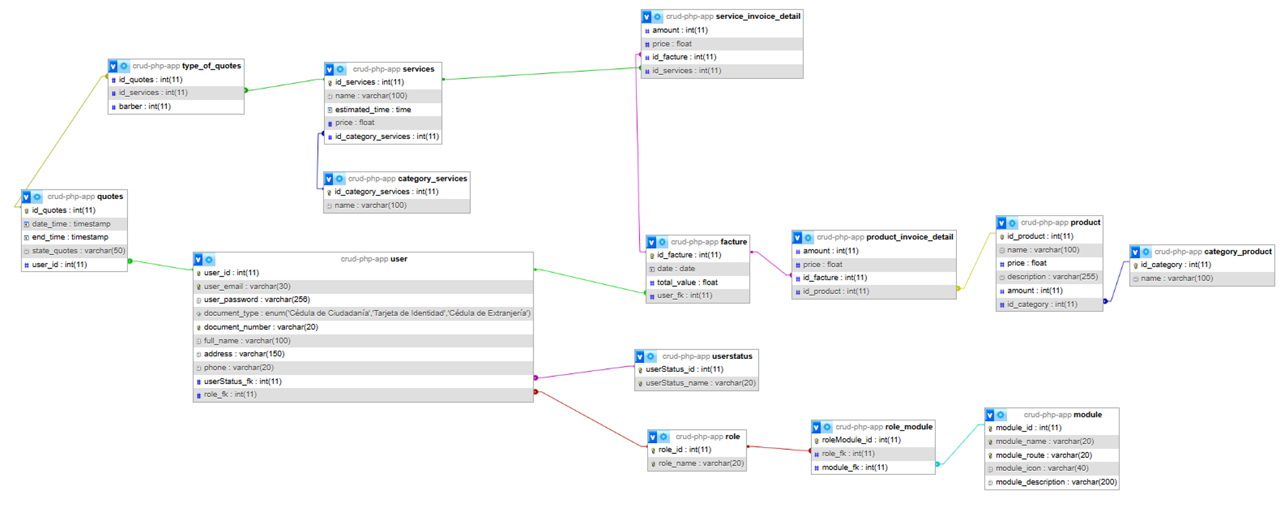 crud-php-app service_invoice_detail
amount : int(11)
price : float
id_facture : int(11)
id_services : int(11)
crud-php-app type_of_quotes
id_quotes : int(11)
id_services : int(11)
barber : int(11)
crud-php-app services
id_services : int(11)
name : varchar(100)
estimated_time : time
price : float
id_category_services : int(11)
crud-php-app category_services
id_category_services : int(11)
name : varchar(100)
crud-php-app quotes
id_quotes : int(11)
date_time : timestamp
end_time : timestamp
state_quotes : varchar(50)
user_id : int(11)
crud-php-app user
user_id : int(11)
user_email : varchar(30)
user_password : varchar(256)
document_type : enum('Cédula de Ciudadanía','Tarjeta de Identidad','Cédula de Extranjería')
document_number : varchar(20)
full_name : varchar(100)
address : varchar(150)
phone : varchar(20)
userStatus_fk : int(11)
role_fk : int(11)
crud-php-app facture
id_facture : int(11)
date : date
total_value : float
user_fk : int(11)
crud-php-app product_invoice_detail
amount : int(11)
price : float
id_facture : int(11)
id_product : int(11)
crud-php-app product
id_product : int(11)
name : varchar(100)
price : float
description : varchar(255)
amount : int(11)
id_category : int(11)
crud-php-app category_product
id_category : int(11)
name : varchar(100)
crud-php-app userstatus
userStatus_id : int(11)
userStatus_name : varchar(20)
crud-php-app role
role_id : int(11)
role_name : varchar(20)
crud-php-app role_module
roleModule_id : int(11)
role_fk : int(11)
module_fk : int(11)
crud-php-app module
module_id : int(11)
module_name : varchar(20)
module_route : varchar(20)
module_icon : varchar(40)
module_description : varchar(200)